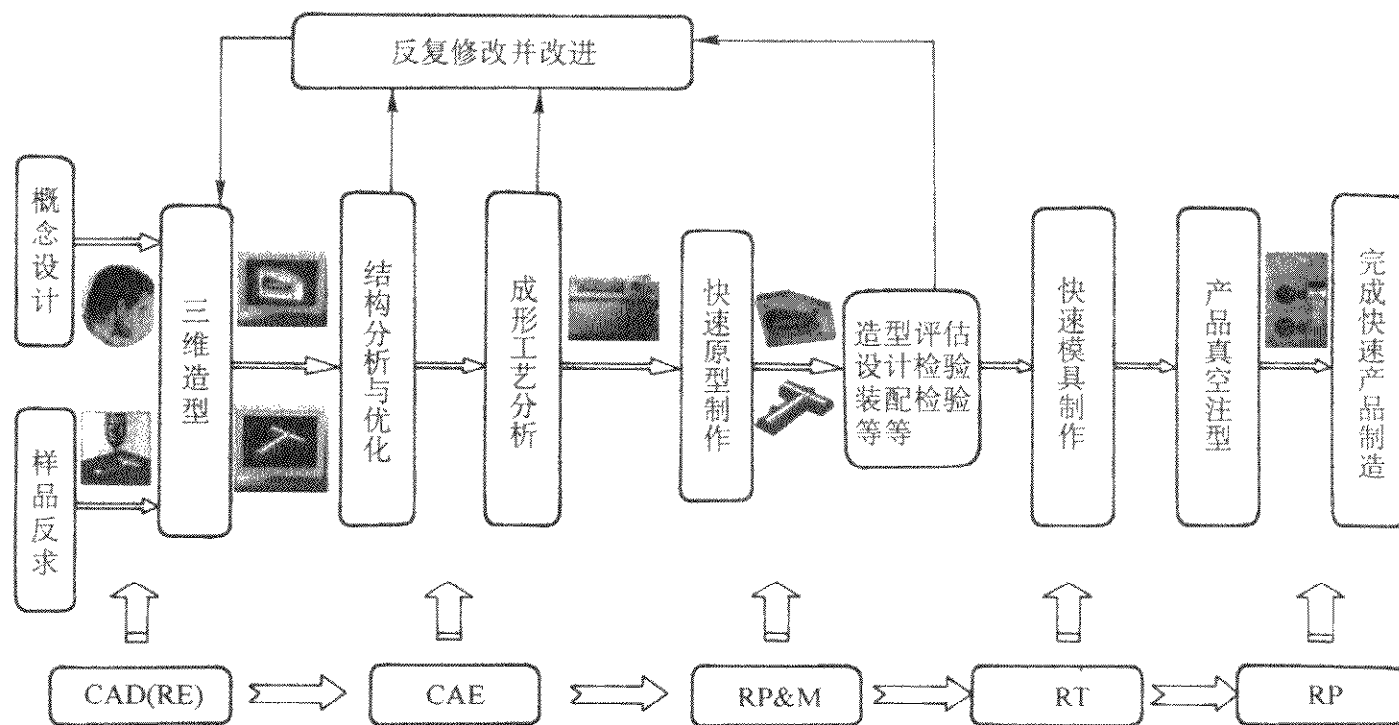 反复修改并改进
概念设计
样品反求
三维造型
结构分析与优化
成形工艺分析
快速原型制作
造型评估
设计检验
装配检验
等等
快速模具制作
产品真空注型
完成快速产品制造
CAD(RE)
CAE
RP&M
RT
RP